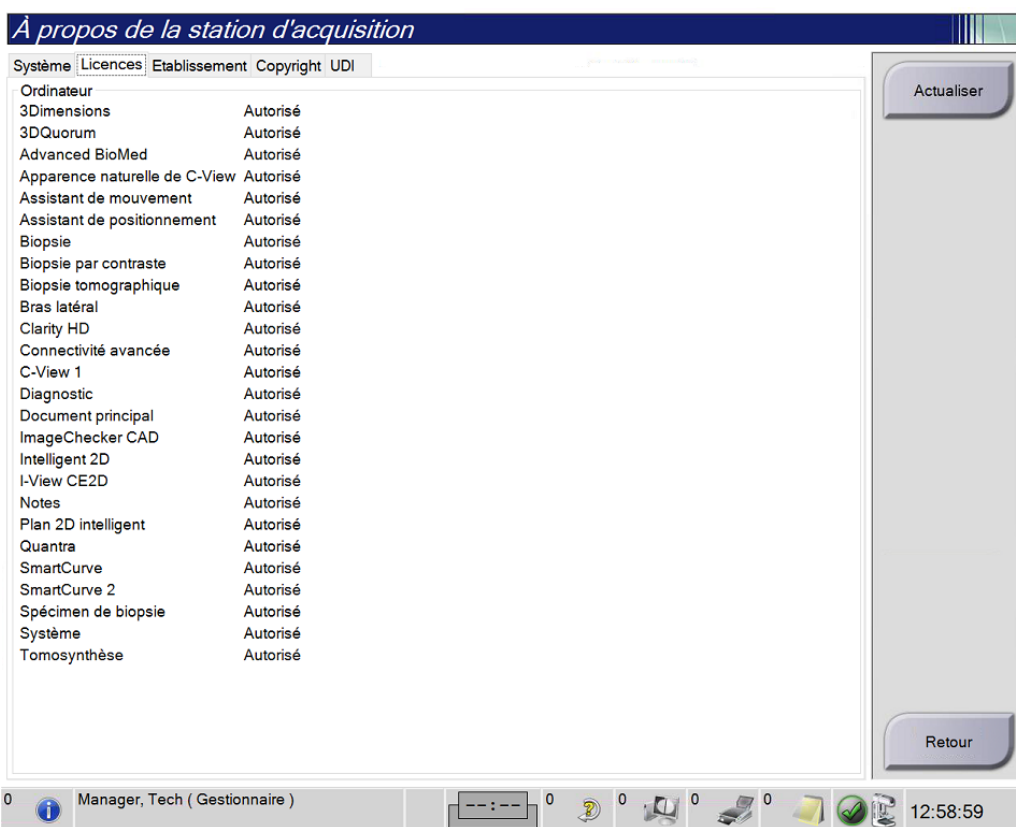 À propos de la station d'acquisition
Système Licences Etablissement Copyright UDI
Ordinateur
3Dimensions Autorisé
3DQuorum Autorisé
Advanced BioMed Autorisé
Apparence naturelle de C-View Autorisé
Assistant de mouvement Autorisé
Assistant de positionnement Autorisé
Biopsie Autorisé
Biopsie par contraste Autorisé
Biopsie tomographique Autorisé
Bras latéral Autorisé
Clarity HD Autorisé
Connectivité avancée Autorisé
C-View 1 Autorisé
Diagnostic Autorisé
Document principal Autorisé
ImageChecker CAD Autorisé
Intelligent 2D Autorisé
I-View CE2D Autorisé
Notes Autorisé
Plan 2D intelligent Autorisé
Quantra Autorisé
SmartCurve Autorisé
SmartCurve 2 Autorisé
Spécimen de biopsie Autorisé
Système Autorisé
Tomosynthèse Autorisé
Actualiser
Retour
0 Manager, Tech ( Gestionnaire ) --:-- 0 0 0 0 12:58:59